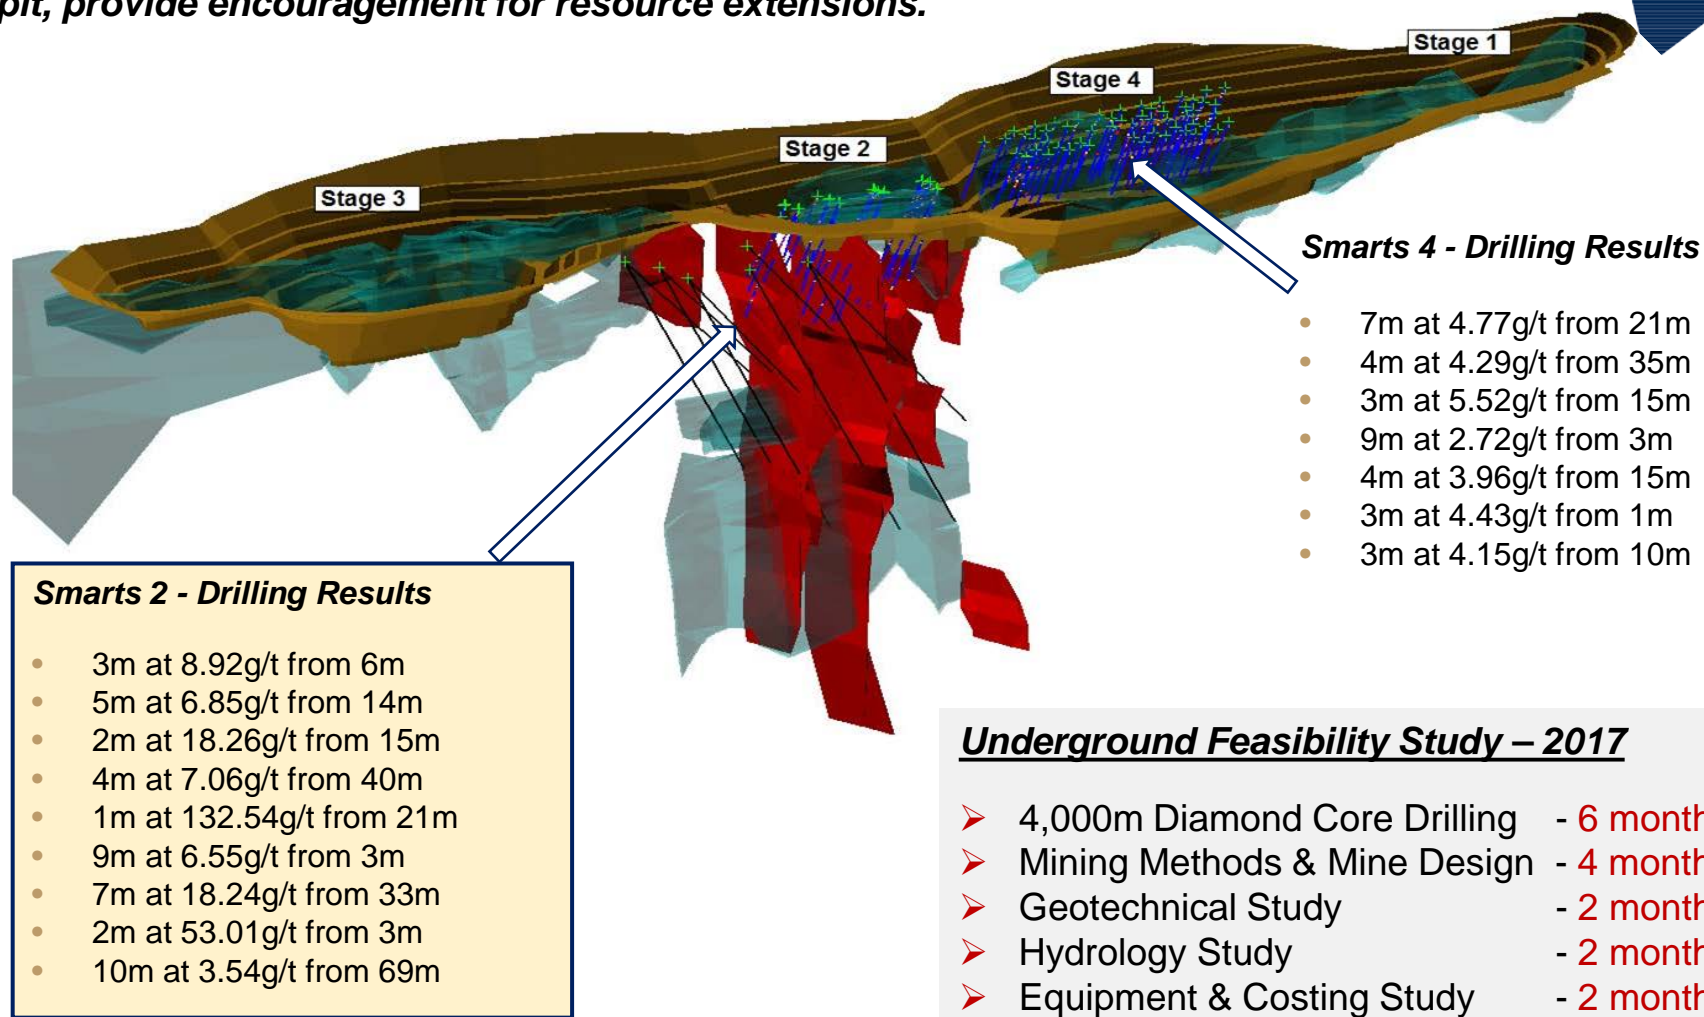 pit, provide encouragement for resource extensions.
Stage 1
Stage 4
Stage 2
Stage 3
Smarts 4 - Drilling Results
• 7m at 4.77g/t from 21m
• 4m at 4.29g/t from 35m
• 3m at 5.52g/t from 15m
• 9m at 2.72g/t from 3m
• 4m at 3.96g/t from 15m
• 3m at 4.43g/t from 1m
• 3m at 4.15g/t from 10m
Smarts 2 - Drilling Results
• 3m at 8.92g/t from 6m
• 5m at 6.85g/t from 14m
• 2m at 18.26g/t from 15m
• 4m at 7.06g/t from 40m
• 1m at 132.54g/t from 21m
• 9m at 6.55g/t from 3m
• 7m at 18.24g/t from 33m
• 2m at 53.01g/t from 3m
• 10m at 3.54g/t from 69m
Underground Feasibility Study – 2017
➢ 4,000m Diamond Core Drilling - 6 month
➢ Mining Methods & Mine Design - 4 month
➢ Geotechnical Study - 2 month
➢ Hydrology Study - 2 month
➢ Equipment & Costing Study - 2 month